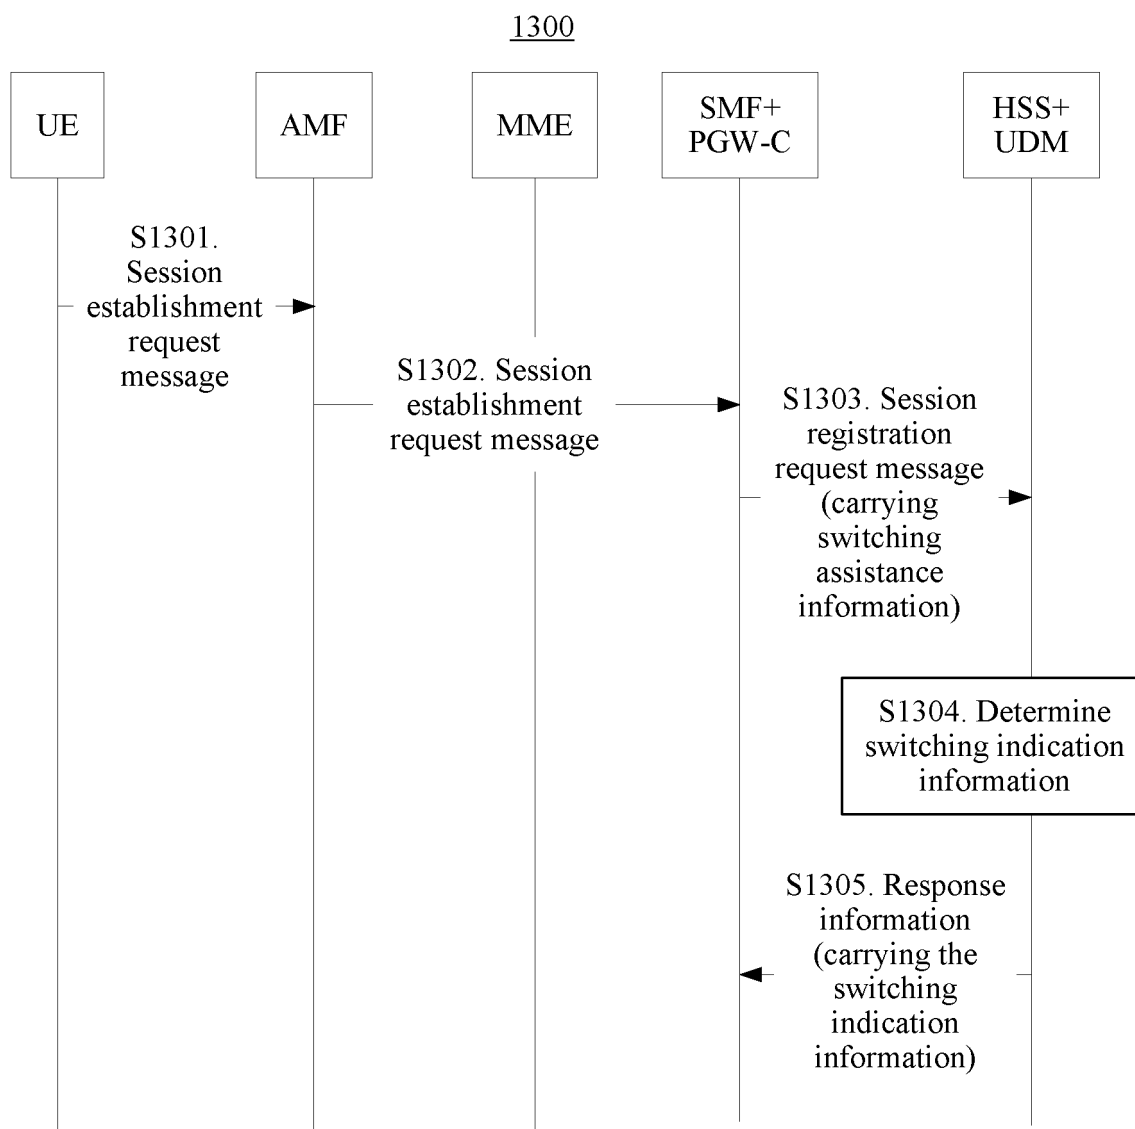 1300
UE
AMF
MME
SMF+
PGW-C
HSS+
UDM
S1301.
Session
establishment
request
message
S1302. Session
establishment
request message
S1303. Session
registration
request message
(carrying
switching
assistance
information)
S1304. Determine
switching indication
information
S1305. Response
information
(carrying the
switching
indication
information)